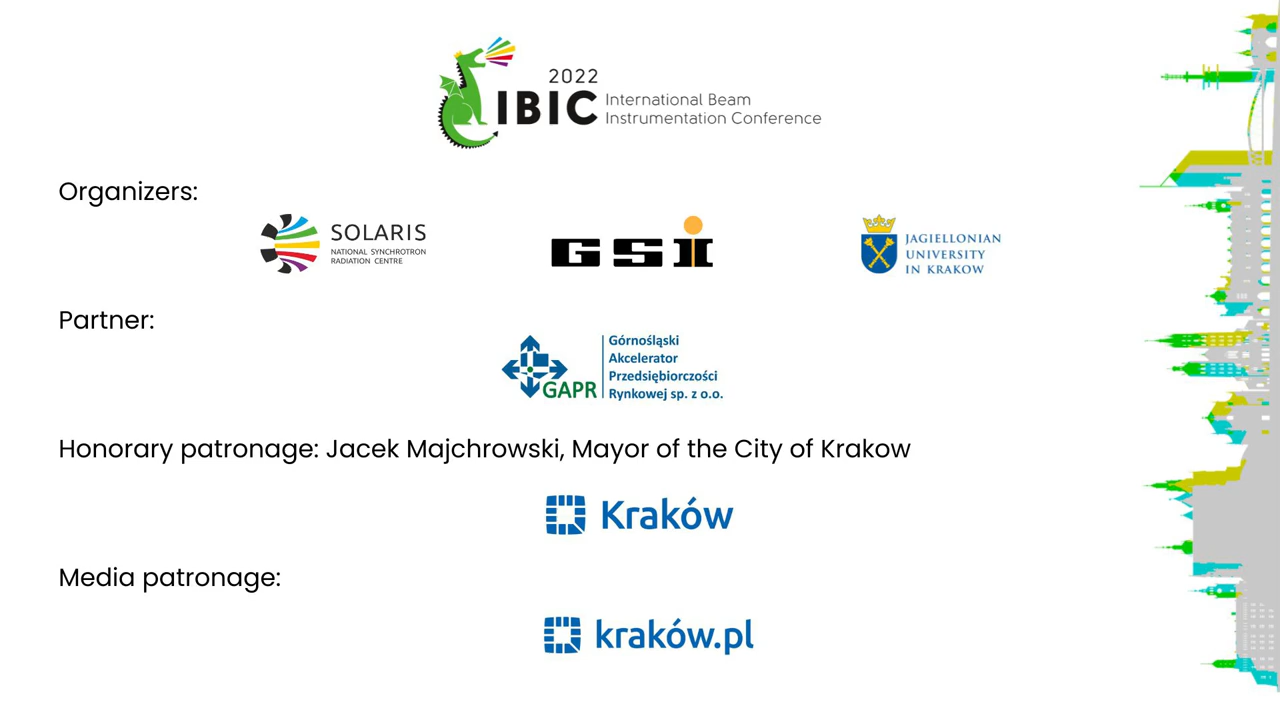 2022
IBIC International Beam
Instrumentation Conference
Organizers:
SOLARIS
NATIONAL SYNCHROTRON
RADIATION CENTRE
GSI
JAGIELLONIAN
UNIVERSITY
IN KRAKOW
Partner:
GAPR
Górnośląski
Akcelerator
Przedsiębiorczości
Rynkowej sp. z o.o.
Honorary patronage: Jacek Majchrowski, Mayor of the City of Krakow
Kraków
Media patronage:
kraków.pl